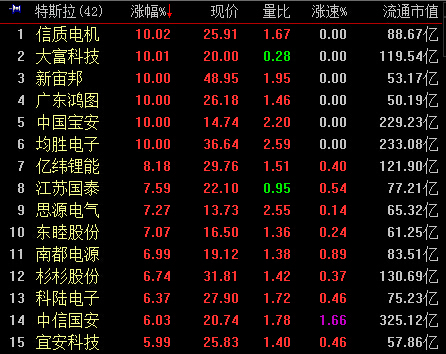 特斯拉(42) 涨幅%↓ 现价 量比 涨速% 流通市值
1 信质电机 10.02 25.91 1.67 0.00 88.67亿
2 大富科技 10.01 20.00 0.28 0.00 119.54亿
3 新宙邦 10.00 48.95 1.95 0.00 53.17亿
4 广东鸿图 10.00 26.18 1.46 0.00 50.19亿
5 中国宝安 10.00 14.74 2.20 0.00 229.23亿
6 均胜电子 10.00 36.64 2.59 0.00 233.08亿
7 亿纬锂能 8.18 29.76 1.51 0.40 121.90亿
8 江苏国泰 7.59 22.10 0.95 0.54 77.21亿
9 思源电气 7.27 13.73 2.55 0.14 65.32亿
10 东睦股份 7.07 16.50 1.36 0.24 61.25亿
11 南都电源 6.99 19.12 1.38 0.89 83.51亿
12 杉杉股份 6.74 31.81 1.42 0.37 130.69亿
13 科陆电子 6.37 27.90 1.72 0.46 75.23亿
14 中信国安 6.03 20.74 1.78 1.66 325.12亿
15 宜安科技 5.99 25.83 1.40 0.46 57.86亿